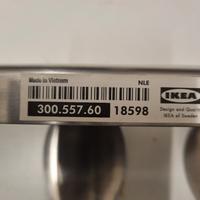 Made in Vietnam
NLE
300.557.60
18598
IKEA
Design and Quality
IKEA of Sweden